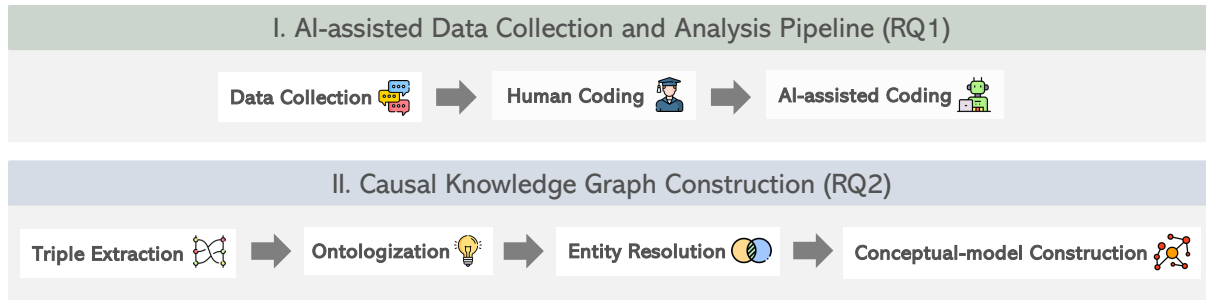 I. AI-assisted Data Collection and Analysis Pipeline (RQ1)
Data Collection
Human Coding
AI-assisted Coding
II. Causal Knowledge Graph Construction (RQ2)
Triple Extraction
Ontologization
Entity Resolution
Conceptual-model Construction